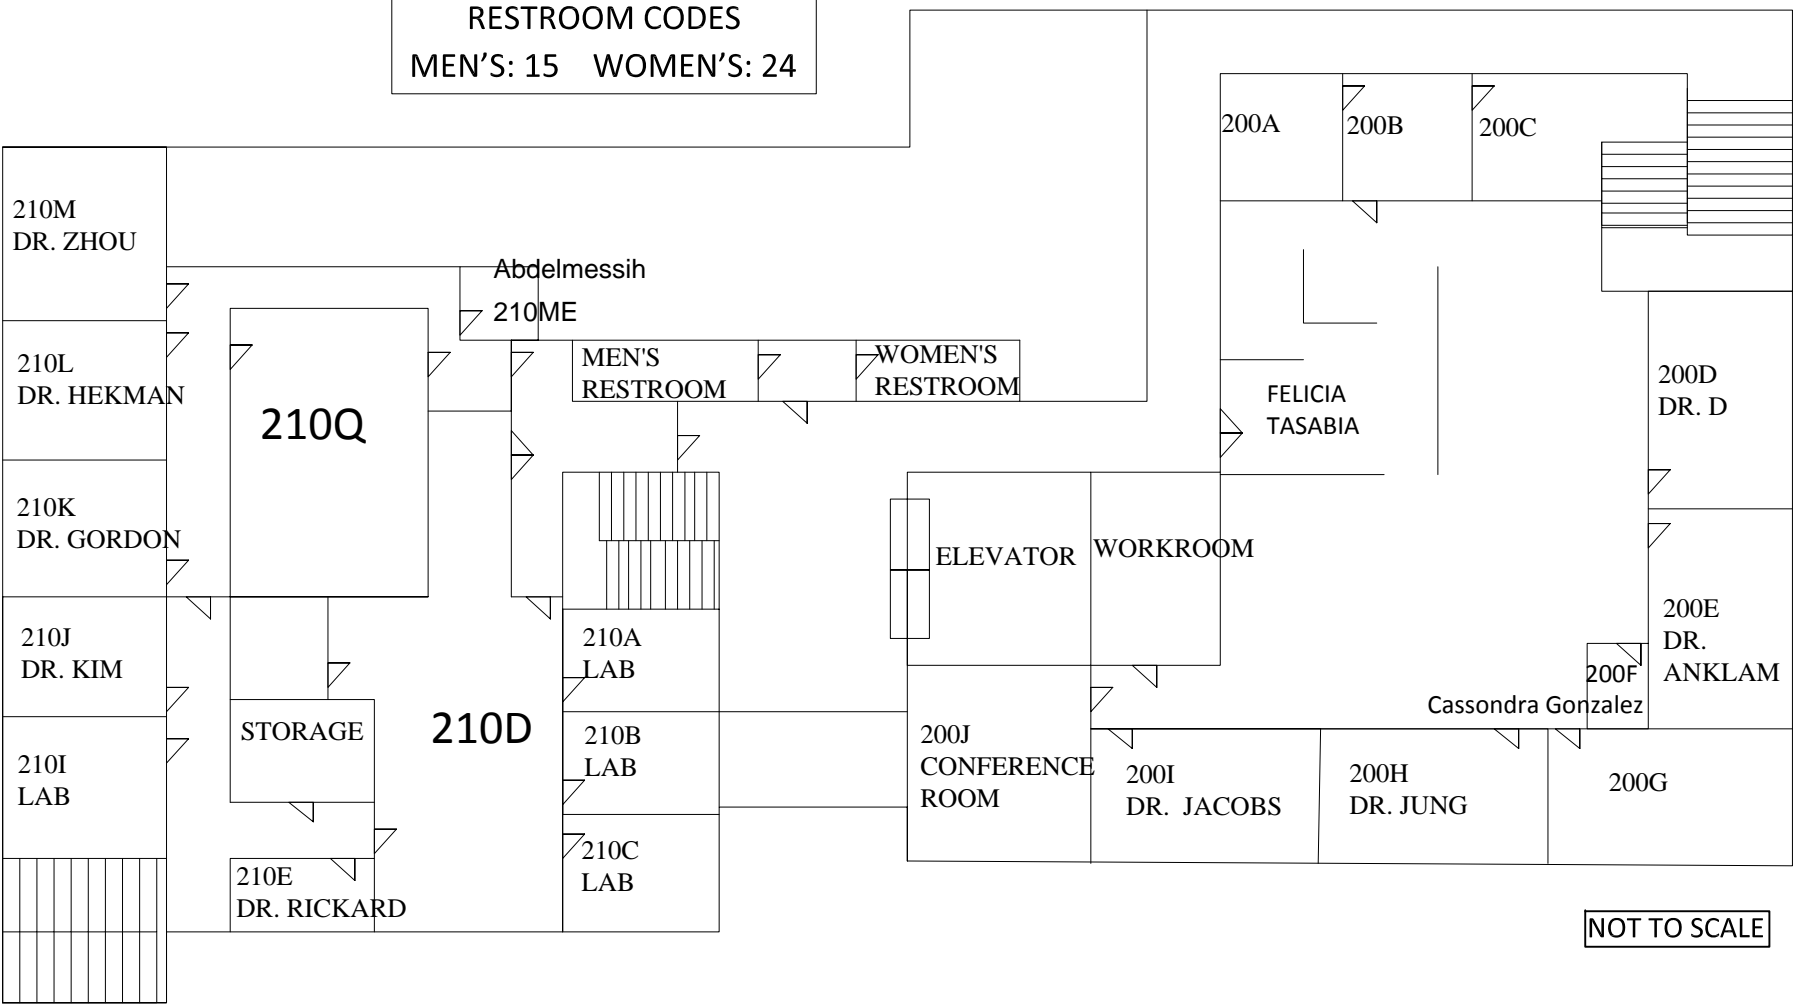 RESTROOM CODES
MEN'S: 15 WOMEN'S: 24
200A
200B
200C
210M
DR. ZHOU
Abdelmessih
210ME
210L
DR. HEKMAN
210Q
MEN'S
RESTROOM
WOMEN'S
RESTROOM
FELICIA
TASABIA
200D
DR. D
210K
DR. GORDON
ELEVATOR
WORKROOM
210J
DR. KIM
210A
LAB
200E
DR.
ANKLAM
200F
Cassondra Gonzalez
STORAGE
210D
210B
LAB
200J
CONFERENCE
ROOM
200I
DR. JACOBS
200H
DR. JUNG
200G
210I
LAB
210E
DR. RICKARD
210C
LAB
NOT TO SCALE